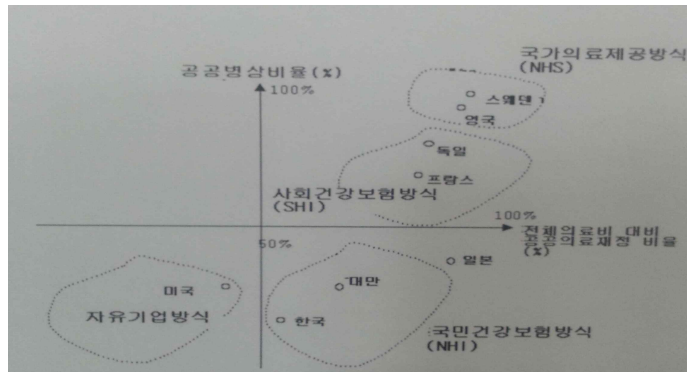 국가의료제공방식
(NHS)
공공병상비율(%)
100%
스웨덴
영국
독일
프랑스
사회건강보험방식
(SHI)
100%
전체의료비 대비
공공의료재정 비율
(%)
50%
일본
미국
대만
자유기업방식
한국
국민건강보험방식
(NHI)